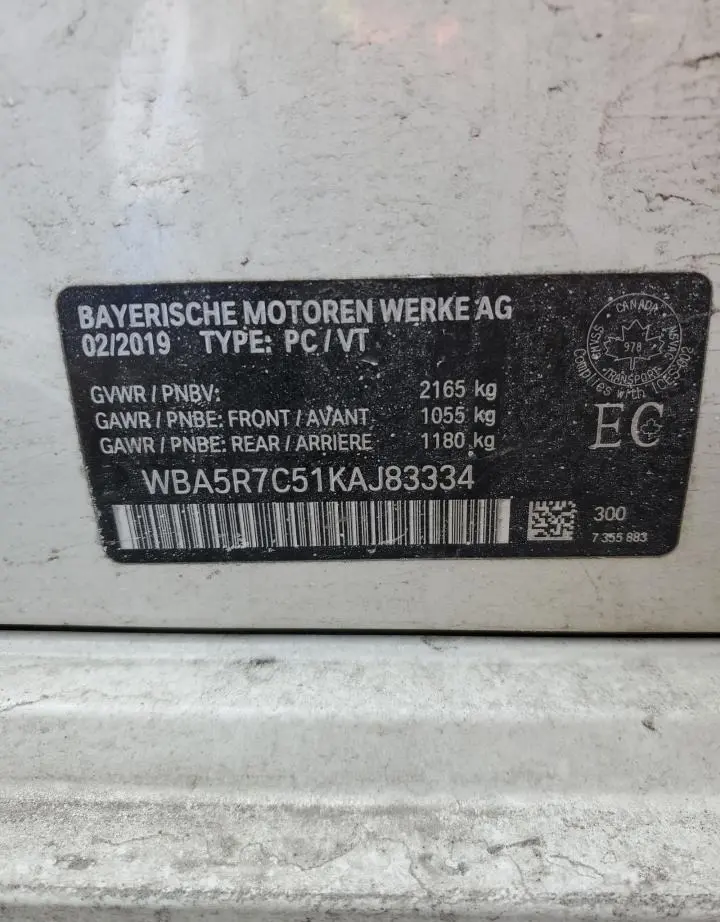 BAYERISCHE MOTOREN WERKE AG
02/2019 TYPE: PC / VT
GVWR / PNBV: 2165 kg
GAWR / PNBE: FRONT / AVANT 1055 kg
GAWR / PNBE: REAR / ARRIERE 1180 kg
WBA5R7C51KAJ83334
300
7 355 883
CANADA
978
TRANSPORT
Complies with ICES-002
EC